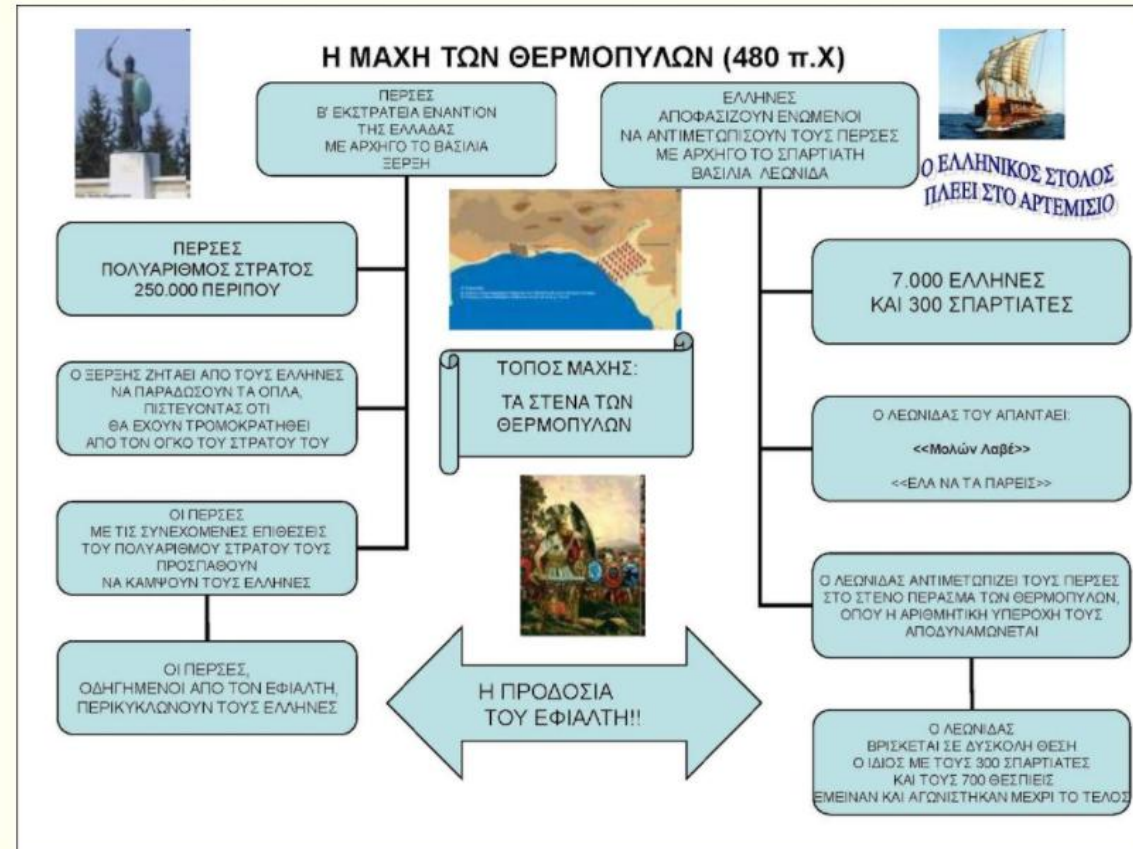 Η ΜΑΧΗ ΤΩΝ ΘΕΡΜΟΠΥΛΩΝ (480 π.Χ)
ΠΕΡΣΕΣ
Β' ΕΚΣΤΡΑΤΕΙΑ ΕΝΑΝΤΙΟΝ
ΤΗΣ ΕΛΛΑΔΑΣ
ΜΕ ΑΡΧΗΓΟ ΤΟ ΒΑΣΙΛΙΑ
ΞΕΡΞΗ
ΕΛΛΗΝΕΣ
ΑΠΟΦΑΣΙΖΟΥΝ ΕΝΩΜΕΝΟΙ
ΝΑ ΑΝΤΙΜΕΤΩΠΙΣΟΥΝ ΤΟΥΣ ΠΕΡΣΕΣ
ΜΕ ΑΡΧΗΓΟ ΤΟ ΣΠΑΡΤΙΑΤΗ
ΒΑΣΙΛΙΑ ΛΕΩΝΙΔΑ
Ο ΕΛΛΗΝΙΚΟΣ ΣΤΟΛΟΣ
ΠΛΕΕΙ ΣΤΟ ΑΡΤΕΜΙΣΙΟ
ΠΕΡΣΕΣ
ΠΟΛΥΑΡΙΘΜΟΣ ΣΤΡΑΤΟΣ
250.000 ΠΕΡΙΠΟΥ
7.000 ΕΛΛΗΝΕΣ
ΚΑΙ 300 ΣΠΑΡΤΙΑΤΕΣ
Ο ΞΕΡΞΗΣ ΖΗΤΑΕΙ ΑΠΟ ΤΟΥΣ ΕΛΛΗΝΕΣ
ΝΑ ΠΑΡΑΔΩΣΟΥΝ ΤΑ ΟΠΛΑ,
ΠΙΣΤΕΥΟΝΤΑΣ ΟΤΙ
ΘΑ ΕΧΟΥΝ ΤΡΟΜΟΚΡΑΤΗΘΕΙ
ΑΠΟ ΤΟΝ ΟΓΚΟ ΤΟΥ ΣΤΡΑΤΟΥ ΤΟΥ
ΤΟΠΟΣ ΜΑΧΗΣ:
ΤΑ ΣΤΕΝΑ ΤΩΝ
ΘΕΡΜΟΠΥΛΩΝ
Ο ΛΕΩΝΙΔΑΣ ΤΟΥ ΑΠΑΝΤΑΕΙ:
<<Μολών Λαβέ>>
<<ΕΛΑ ΝΑ ΤΑ ΠΑΡΕΙΣ>>
ΟΙ ΠΕΡΣΕΣ
ΜΕ ΤΙΣ ΣΥΝΕΧΟΜΕΝΕΣ ΕΠΙΘΕΣΕΙΣ
ΤΟΥ ΠΟΛΥΑΡΙΘΜΟΥ ΣΤΡΑΤΟΥ ΤΟΥΣ
ΠΡΟΣΠΑΘΟΥΝ
ΝΑ ΚΑΜΨΟΥΝ ΤΟΥΣ ΕΛΛΗΝΕΣ
Ο ΛΕΩΝΙΔΑΣ ΑΝΤΙΜΕΤΩΠΙΖΕΙ ΤΟΥΣ ΠΕΡΣΕΣ
ΣΤΟ ΣΤΕΝΟ ΠΕΡΑΣΜΑ ΤΩΝ ΘΕΡΜΟΠΥΛΩΝ,
ΟΠΟΥ Η ΑΡΙΘΜΗΤΙΚΗ ΥΠΕΡΟΧΗ ΤΟΥΣ
ΑΠΟΔΥΝΑΜΩΝΕΤΑΙ
ΟΙ ΠΕΡΣΕΣ,
ΟΔΗΓΗΜΕΝΟΙ ΑΠΟ ΤΟΝ ΕΦΙΑΛΤΗ,
ΠΕΡΙΚΥΚΛΩΝΟΥΝ ΤΟΥΣ ΕΛΛΗΝΕΣ
Η ΠΡΟΔΟΣΙΑ
ΤΟΥ ΕΦΙΑΛΤΗ!!
Ο ΛΕΩΝΙΔΑΣ
ΒΡΙΣΚΕΤΑΙ ΣΕ ΔΥΣΚΟΛΗ ΘΕΣΗ
Ο ΙΔΙΟΣ ΜΕ ΤΟΥΣ 300 ΣΠΑΡΤΙΑΤΕΣ
ΚΑΙ ΤΟΥΣ 700 ΘΕΣΠΙΕΙΣ
ΕΜΕΙΝΑΝ ΚΑΙ ΑΓΩΝΙΣΤΗΚΑΝ ΜΕΧΡΙ ΤΟ ΤΕΛΟΣ